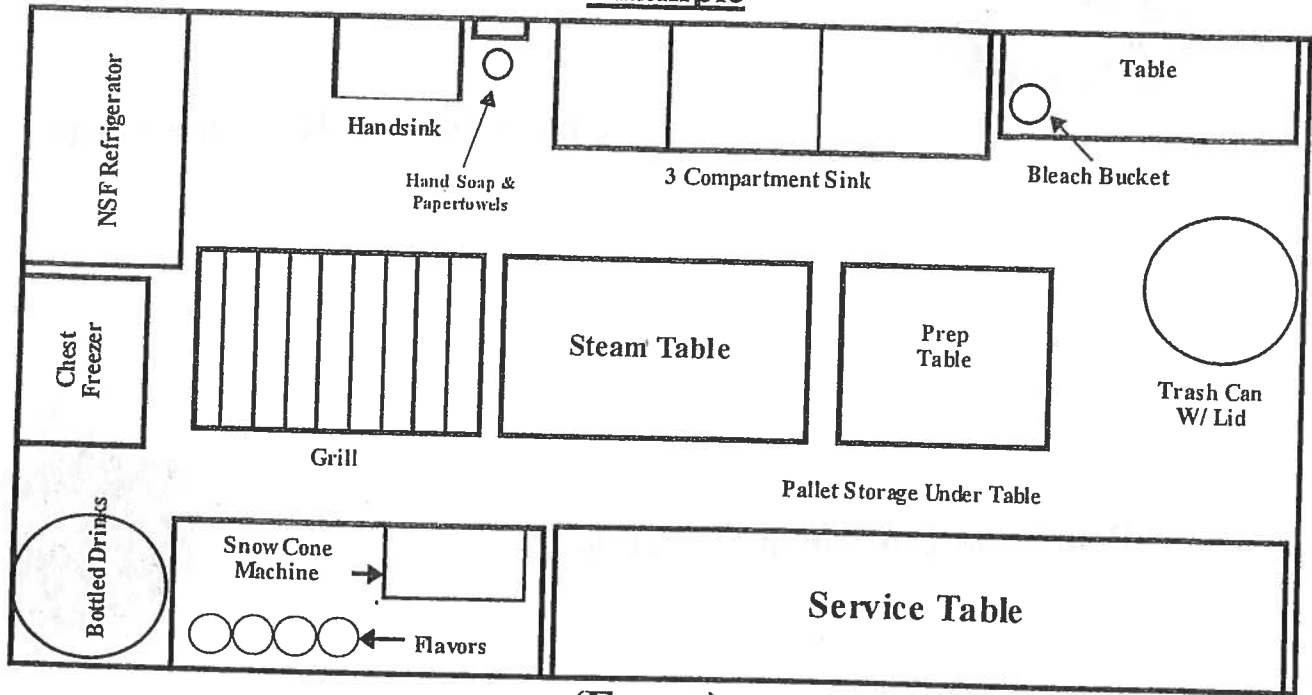 NSF Refrigerator
Handsink
Hand Soap &
Papertowels
3 Compartment Sink
Table
Bleach Bucket
Chest
Freezer
Grill
Steam Table
Prep
Table
Trash Can
W/ Lid
Pallet Storage Under Table
Bottled Drinks
Snow Cone
Machine
Flavors
Service Table